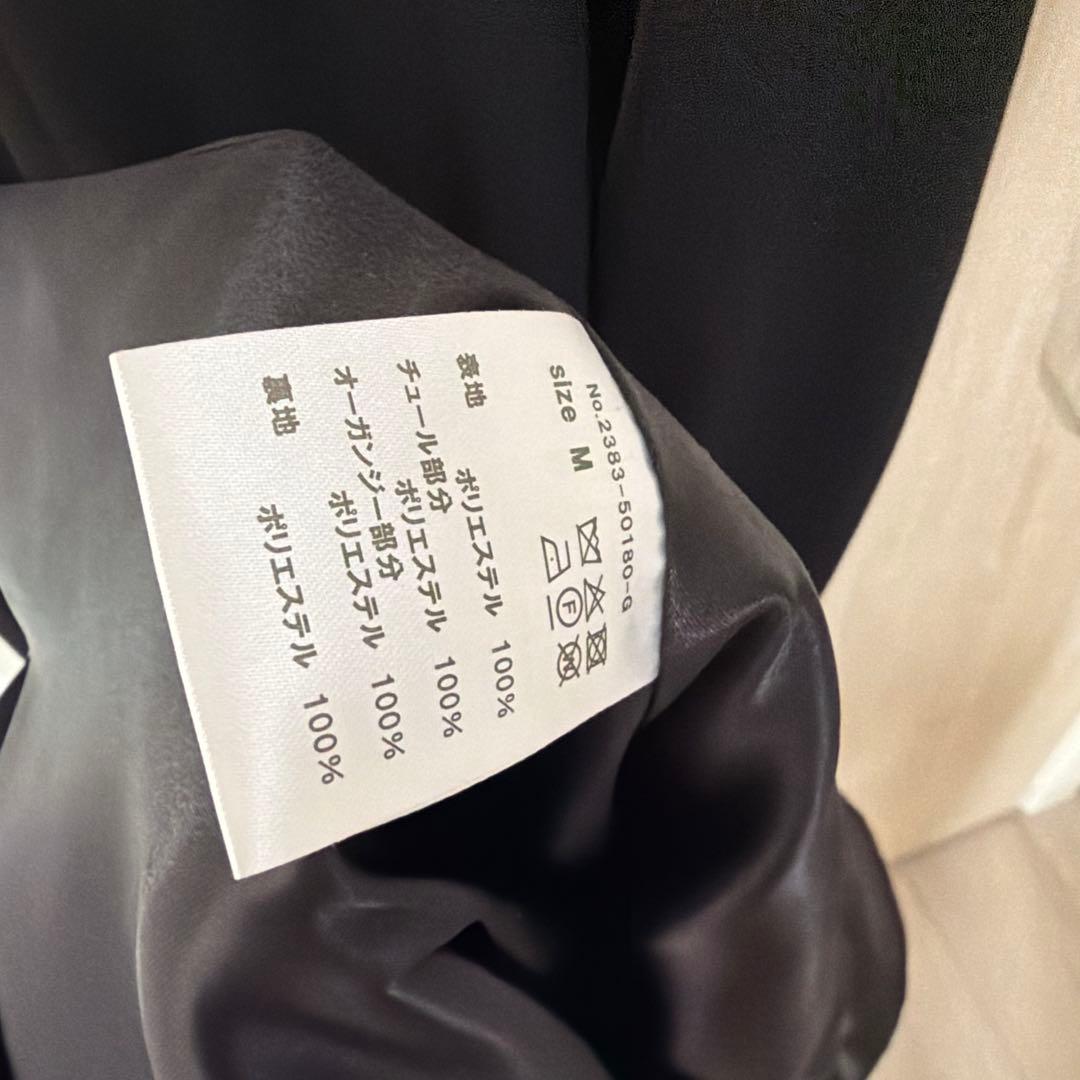 No.2383-50180-G
size M
表地 ポリエステル 100%
チュール部分
ポリエステル 100%
オーガンジー部分
ポリエステル 100%
裏地 ポリエステル 100%
F
W